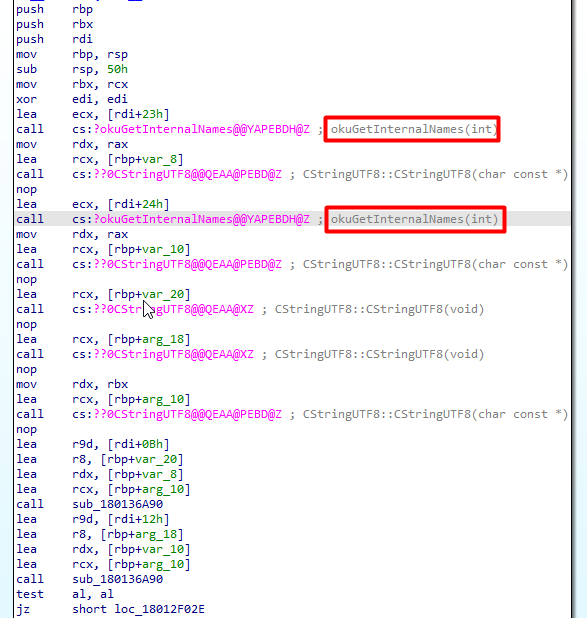 push rbp
push rbx
push rdi
mov rbp, rsp
sub rsp, 50h
mov rbx, rcx
xor edi, edi
lea ecx, [rdi+23h]
call cs:?okuGetInternalNames@@YAPEBDH@Z ; okuGetInternalNames(int)
mov rdx, rax
lea rcx, [rbp+var_8]
call cs:??0CStringUTF8@@QEAA@PEBD@Z ; CStringUTF8::CStringUTF8(char const *)
nop
lea ecx, [rdi+24h]
call cs:?okuGetInternalNames@@YAPEBDH@Z ; okuGetInternalNames(int)
mov rdx, rax
lea rcx, [rbp+var_10]
call cs:??0CStringUTF8@@QEAA@PEBD@Z ; CStringUTF8::CStringUTF8(char const *)
nop
lea rcx, [rbp+var_20]
call cs:??0CStringUTF8@@QEAA@XZ ; CStringUTF8::CStringUTF8(void)
nop
lea rcx, [rbp+arg_18]
call cs:??0CStringUTF8@@QEAA@XZ ; CStringUTF8::CStringUTF8(void)
nop
mov rdx, rbx
lea rcx, [rbp+arg_10]
call cs:??0CStringUTF8@@QEAA@PEBD@Z ; CStringUTF8::CStringUTF8(char const *)
nop
lea r9d, [rdi+0Bh]
lea r8, [rbp+var_20]
lea rdx, [rbp+var_8]
lea rcx, [rbp+arg_10]
call sub_180136A90
lea r9d, [rdi+12h]
lea r8, [rbp+arg_18]
lea rdx, [rbp+var_10]
lea rcx, [rbp+arg_10]
call sub_180136A90
test al, al
jz short loc_18012F02E